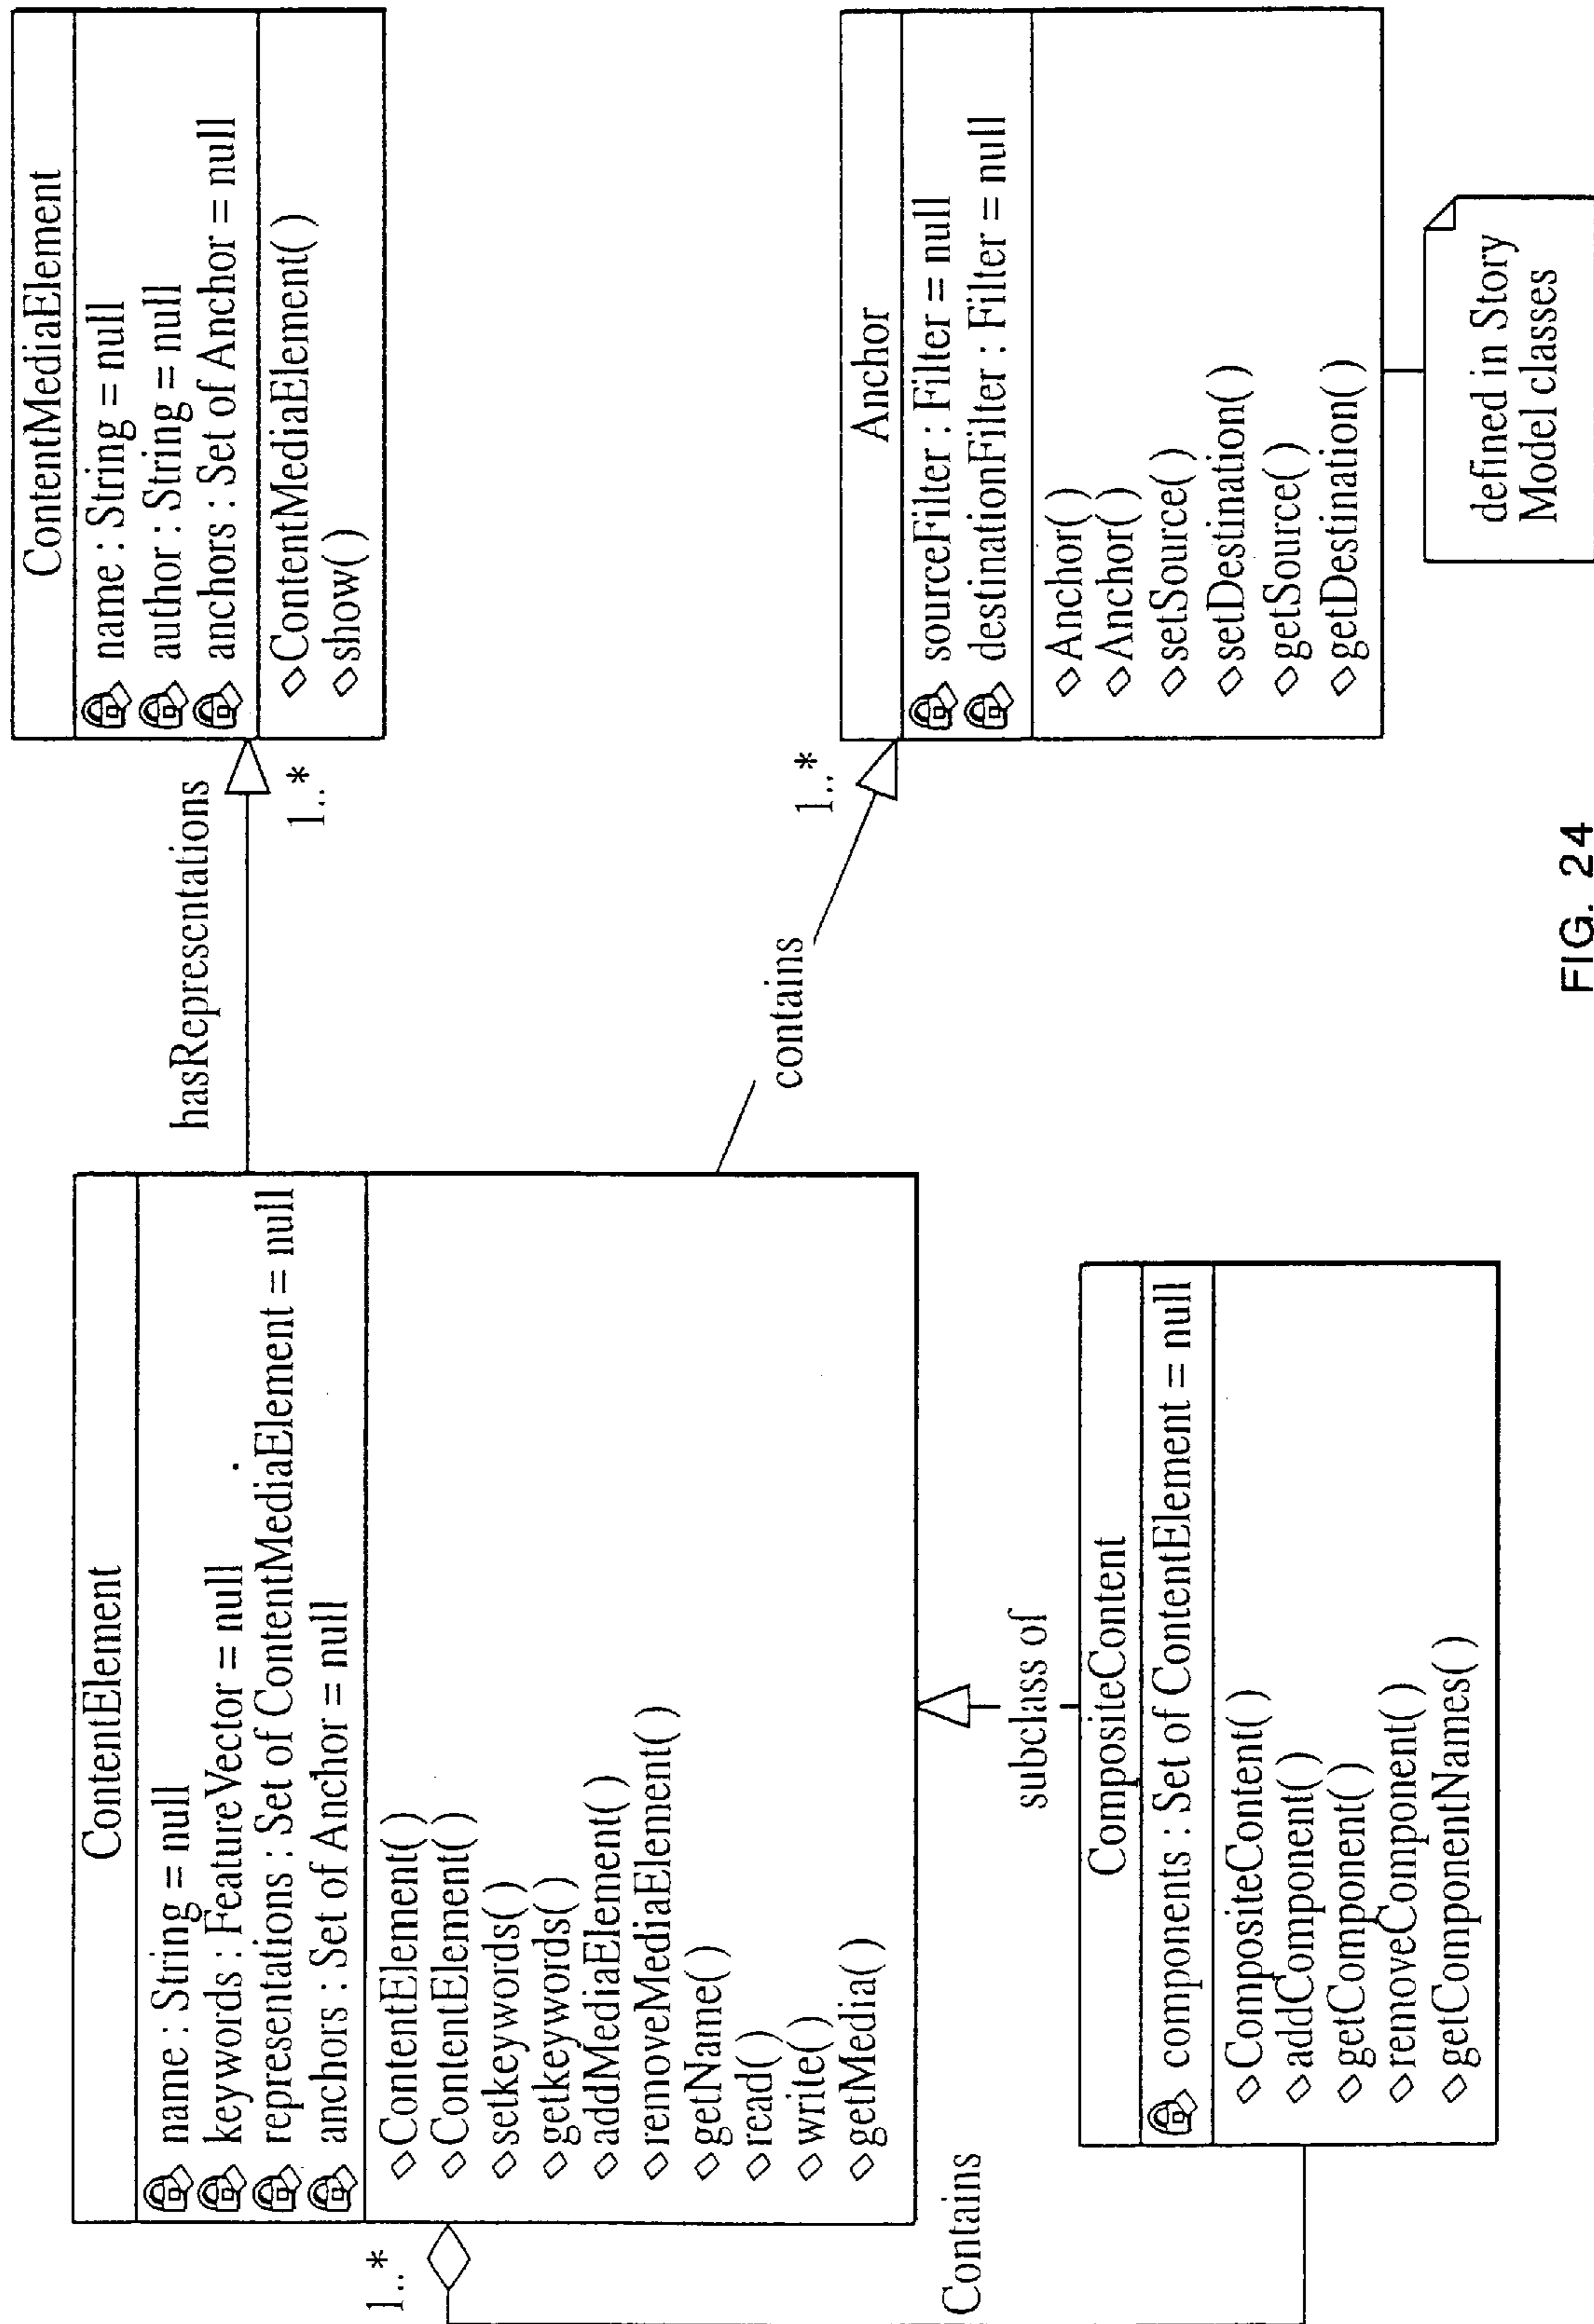 ContentElement
name : String = null
keywords : FeatureVector = null
representations : Set of ContentMediaElement = null
anchors : Set of Anchor = null
◇ContentElement( )
◇ContentElement( )
◇setkeywords( )
◇getkeywords( )
◇addMediaElement( )
◇removeMediaElement( )
◇getName( )
◇read( )
◇write( )
◇getMedia( )
hasRepresentations
1..*
ContentMediaElement
name : String = null
author : String = null
anchors : Set of Anchor = null
◇ContentMediaElement( )
◇show( )
contains
1..*
Anchor
sourceFilter : Filter = null
destinationFilter : Filter = null
◇Anchor( )
◇Anchor( )
◇setSource( )
◇setDestination( )
◇getSource( )
◇getDestination( )
defined in Story
Model classes
1..*
Contains
subclass of
CompositeContent
components : Set of ContentElement = null
◇CompositeContent( )
◇addComponent( )
◇getComponent( )
◇removeComponent( )
◇getComponentNames( )
FIG. 24